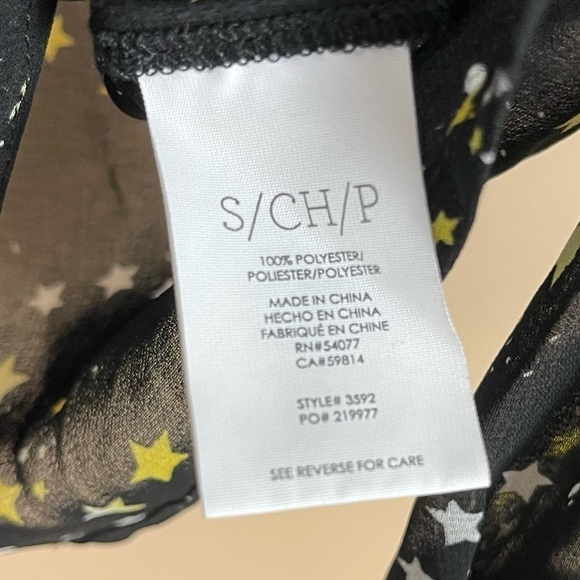 S/CH/P
100% POLYESTER/
POLIESTER/POLYESTER
MADE IN CHINA
HECHO EN CHINA
FABRIQUÉ EN CHINE
RN#54077
CA#59814
STYLE# 3592
PO# 219977
SEE REVERSE FOR CARE